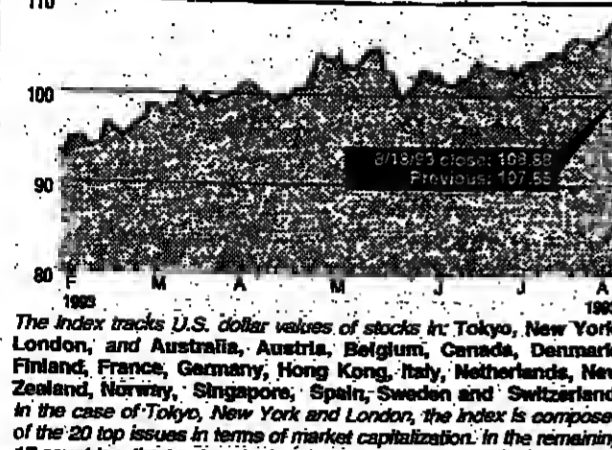 110
100
8/18/93 close: 108.88
Previous: 107.55
90
80
F M A M J J A
1993
The index tracks U.S. dollar values of stocks in: Tokyo, New York
London, and Australia, Austria, Belgium, Canada, Denmark
Finland, France, Germany, Hong Kong, Italy, Netherlands, New
Zealand, Norway, Singapore, Spain, Sweden and Switzerland
In the case of Tokyo, New York and London, the index is compose
of the 20 top issues in terms of market capitalization. In the remaining